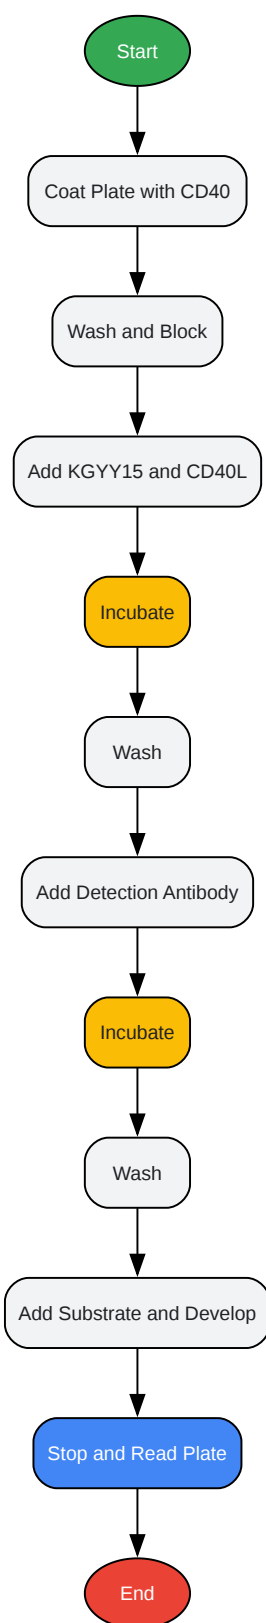 Start
Coat Plate with CD40
Wash and Block
Add KGYY15 and CD40L
Incubate
Wash
Add Detection Antibody
Incubate
Wash
Add Substrate and Develop
Stop and Read Plate
End